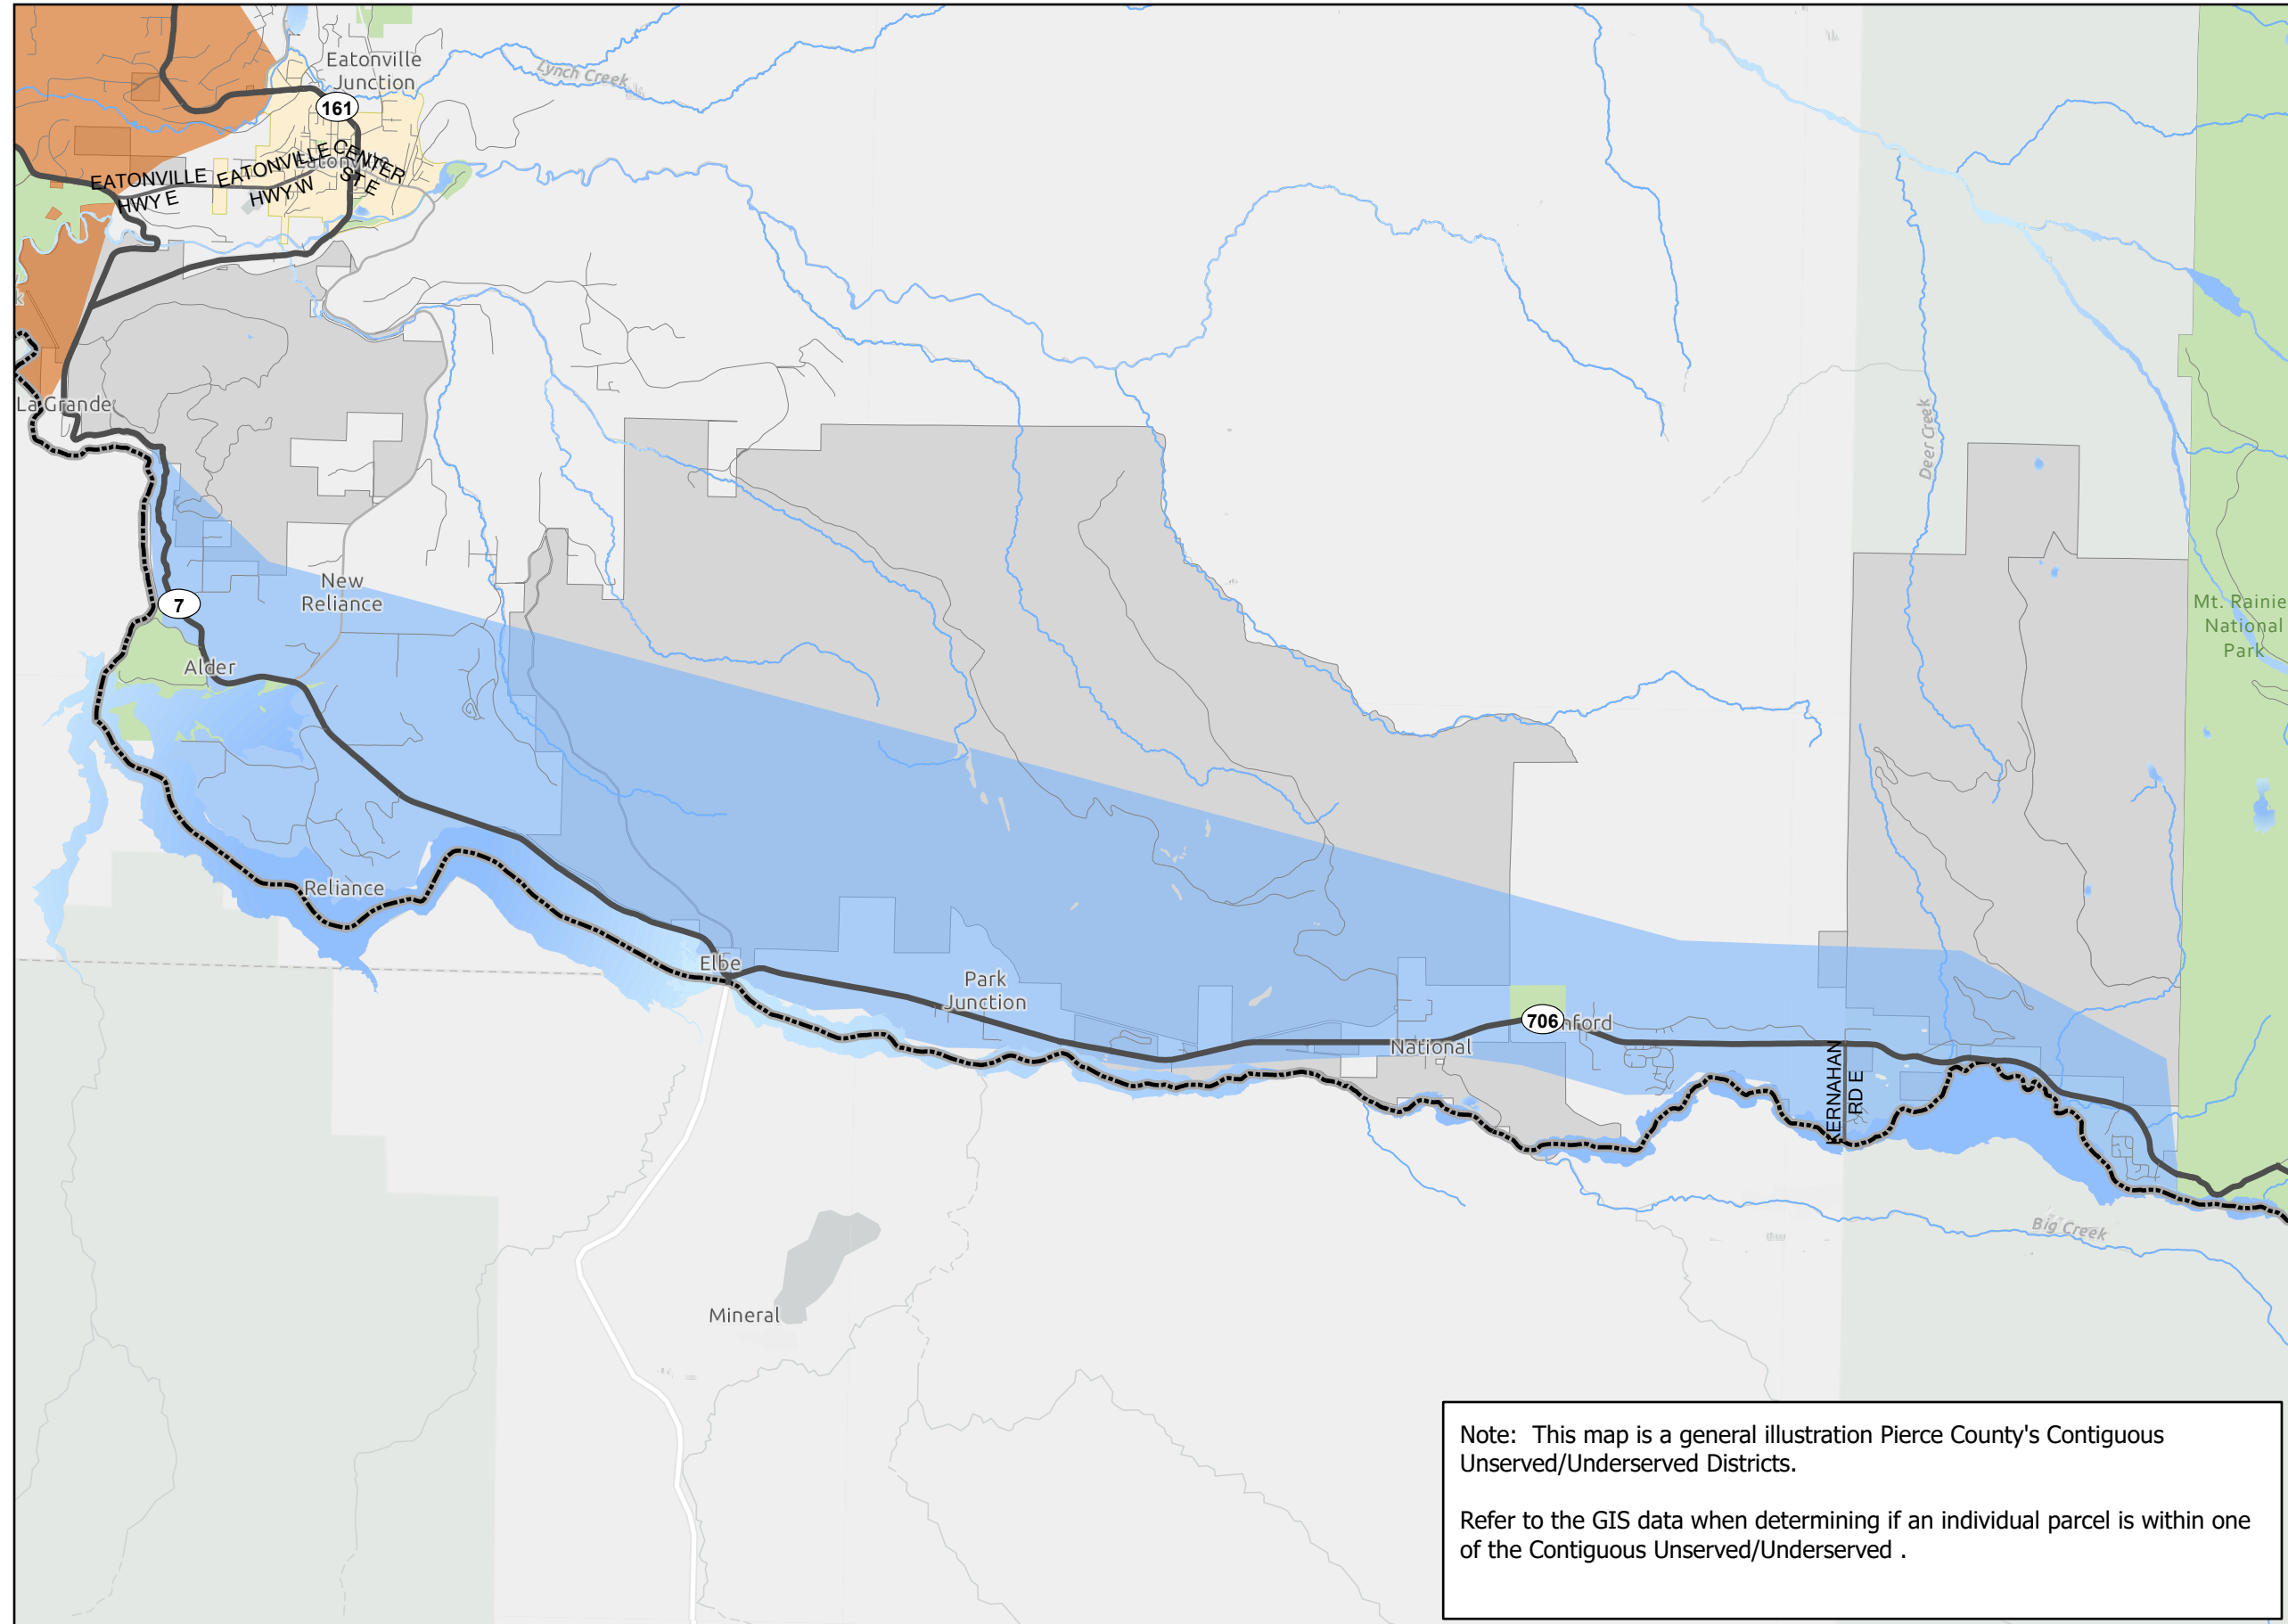 Eatonville
Junction
Lynch Creek
161
Eatonville
EATONVILLE
HWY E
EATONVILLE
HWY W
CENTER
ST E
k
La Grande
Deer Creek
New
Reliance
7
Mt. Rainie
National
Park
Alder
Reliance
Elbe
Park
Junction
706
nford
National
KERNAHAN
RD E
Big Creek
Mineral
Note: This map is a general illustration Pierce County's Contiguous
Unserved/Underserved Districts.
Refer to the GIS data when determining if an individual parcel is within one
of the Contiguous Unserved/Underserved .